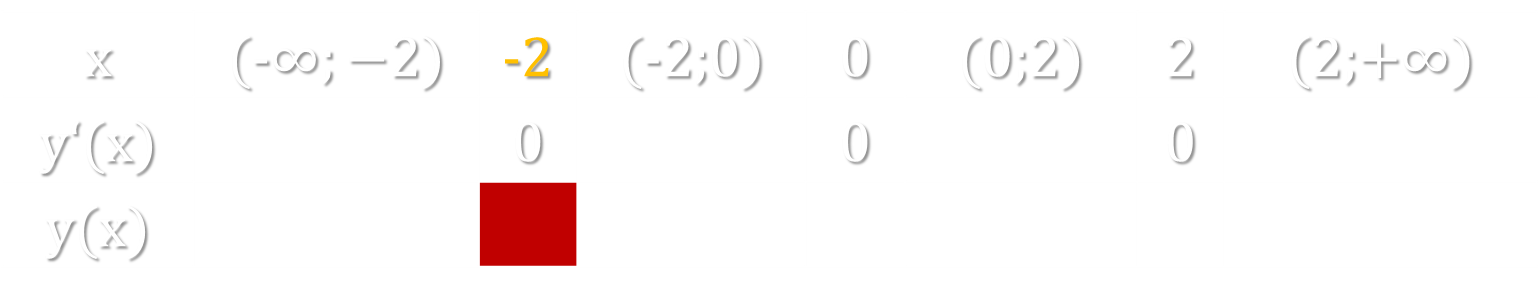 x (-∞; −2) -2 (-2;0) 0 (0;2) 2 (2;+∞)
y′(x) 0 0 0
y(x)